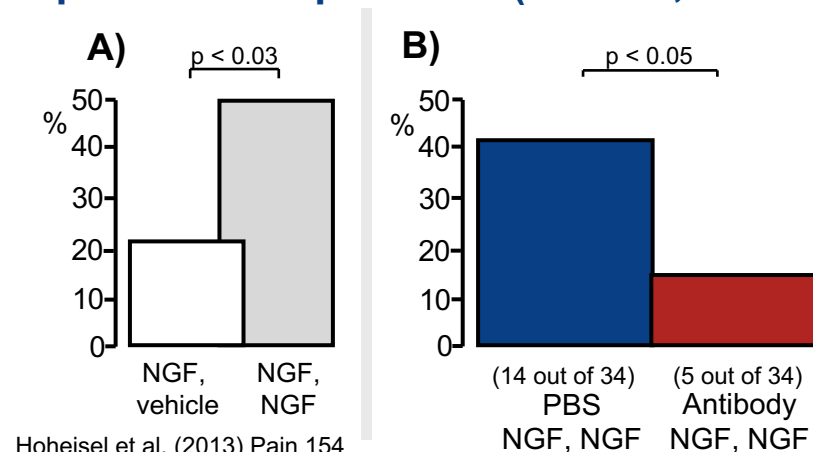 A)
p < 0.03
%
50
40
30
20
10
0
NGF,
vehicle
NGF,
NGF
Hoheisel et al. (2013) Pain 154
B)
p < 0.05
%
50
40
30
20
10
0
(14 out of 34)
PBS
NGF, NGF
(5 out of 34)
Antibody
NGF, NGF